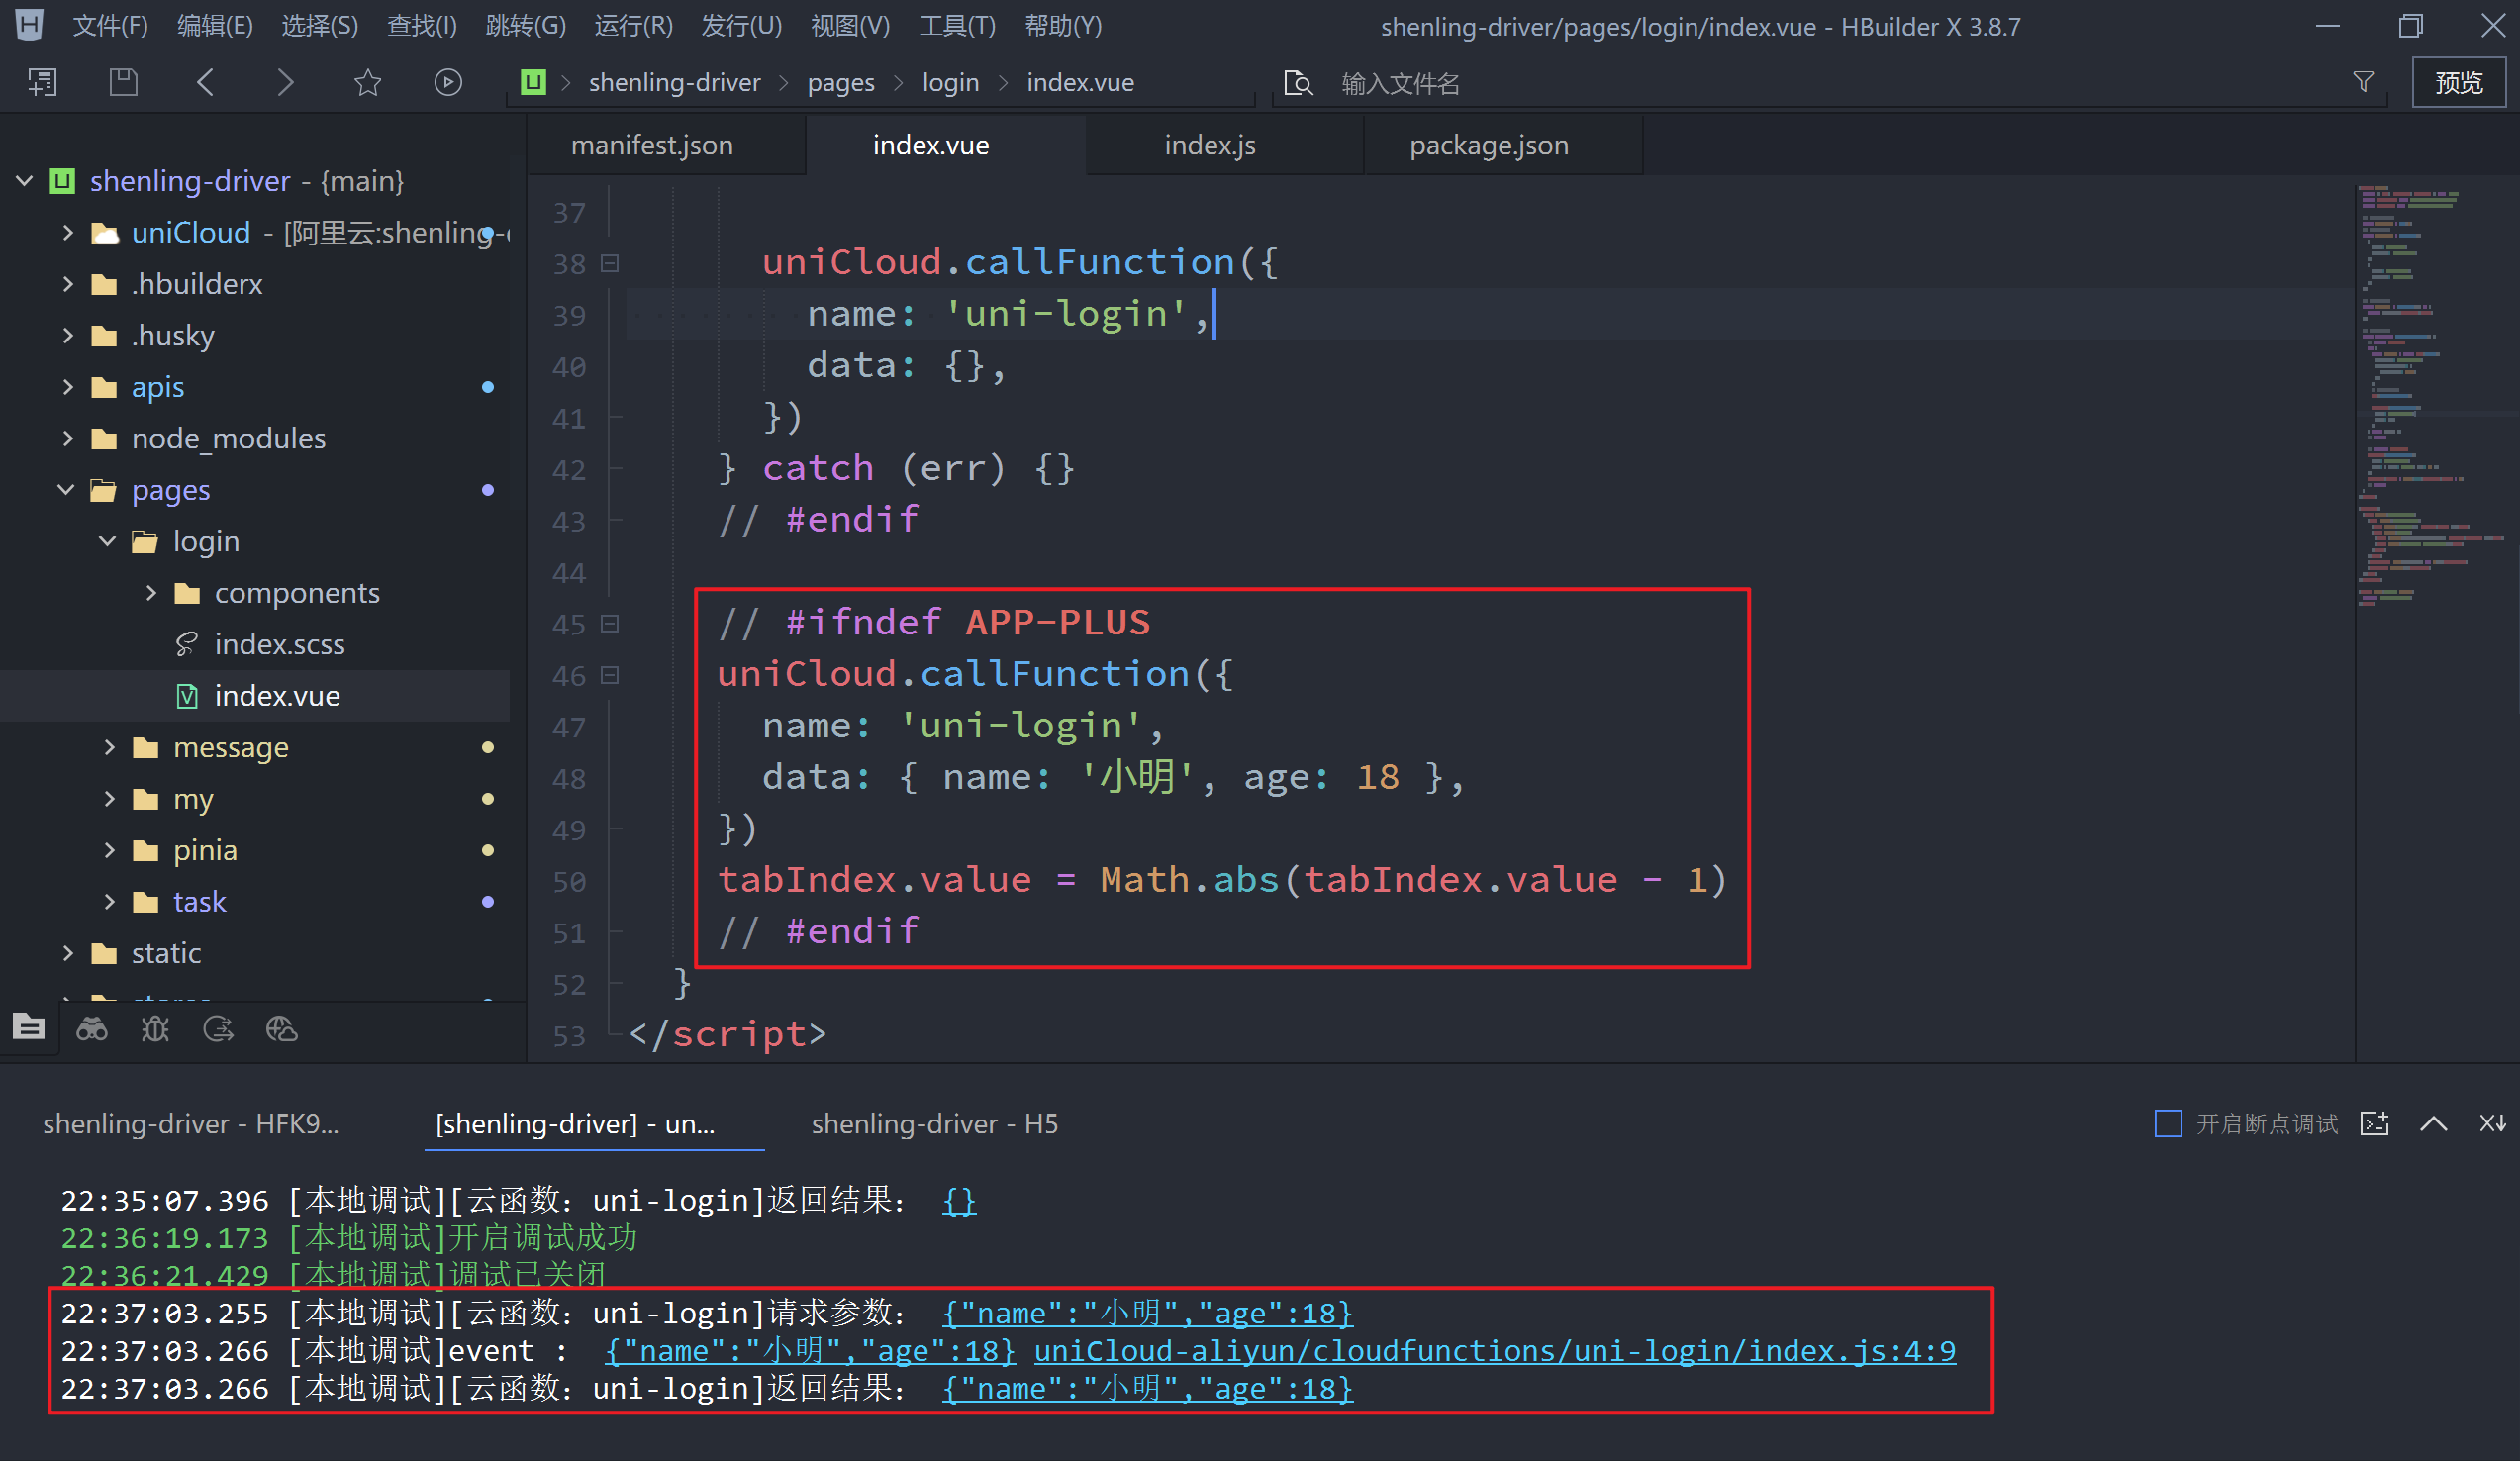 文件(F) 编辑(E) 选择(S) 查找(I) 跳转(G) 运行(R) 发行(U) 视图(V) 工具(T) 帮助(Y) shenling-driver/pages/login/index.vue - HBuilder X 3.8.7
shenling-driver pages login index.vue 输入文件名 预览
manifest.json index.vue index.js package.json
shenling-driver - {main}
uniCloud - [阿里云:shenling-
.hbuilderx
.husky
apis
node_modules
pages
login
components
index.scss
index.vue
message
my
pinia
task
static
37
38 uniCloud.callFunction({
39 name: 'uni-login',
40 data: {},
41 })
42 } catch (err) {}
43 // #endif
44
45 // #ifndef APP-PLUS
46 uniCloud.callFunction({
47 name: 'uni-login',
48 data: { name: '小明', age: 18 },
49 })
50 tabIndex.value = Math.abs(tabIndex.value - 1)
51 // #endif
52 }
53 </script>
shenling-driver - HFK9... [shenling-driver] - un... shenling-driver - H5 开启断点调试
22:35:07.396 [本地调试][云函数：uni-login]返回结果： {}
22:36:19.173 [本地调试]开启调试成功
22:36:21.429 [本地调试]调试已关闭
22:37:03.255 [本地调试][云函数：uni-login]请求参数： {"name":"小明","age":18}
22:37:03.266 [本地调试]event : {"name":"小明","age":18} uniCloud-aliyun/cloudfunctions/uni-login/index.js:4:9
22:37:03.266 [本地调试][云函数：uni-login]返回结果： {"name":"小明","age":18}